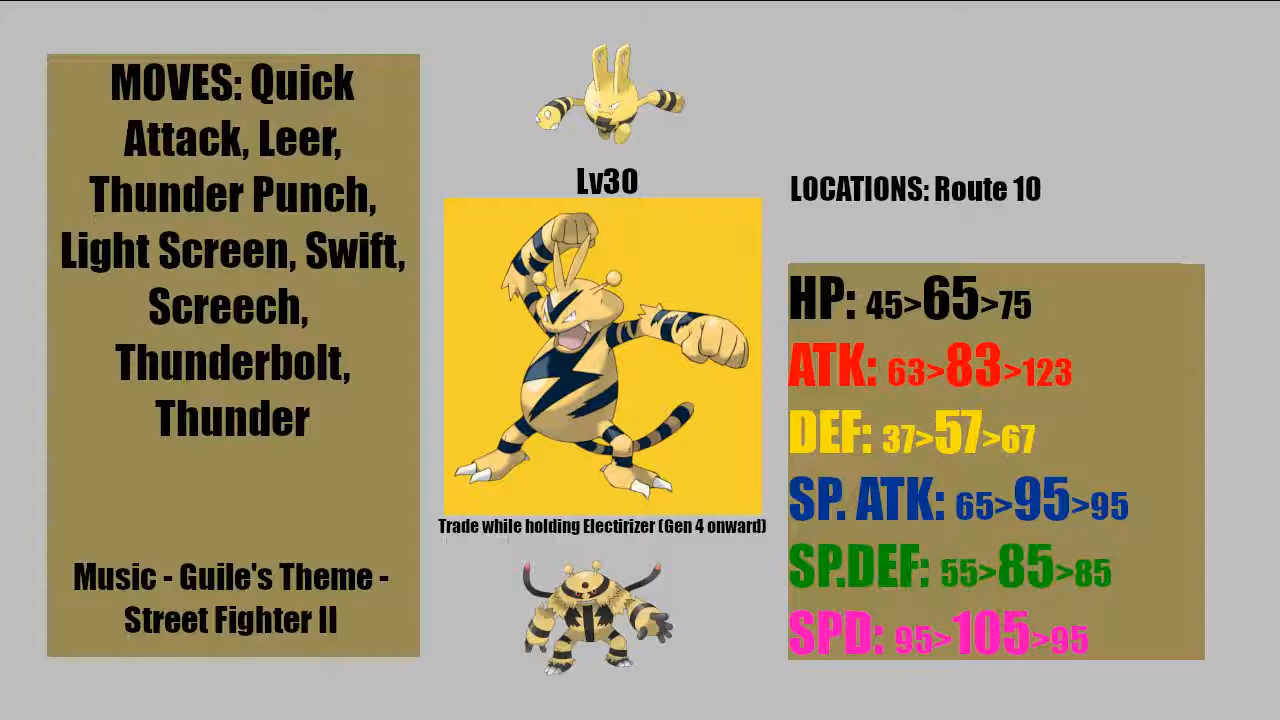 MOVES: Quick
Attack, Leer,
Thunder Punch,
Light Screen, Swift,
Screech,
Thunderbolt,
Thunder
Music - Guile's Theme -
Street Fighter II
Lv30
Trade while holding Electirizer (Gen 4 onward)
LOCATIONS: Route 10
HP: 45>65>75
ATK: 63>83>123
DEF: 37>57>67
SP. ATK: 65>95>95
SP.DEF: 55>85>85
SPD: 95>105>95